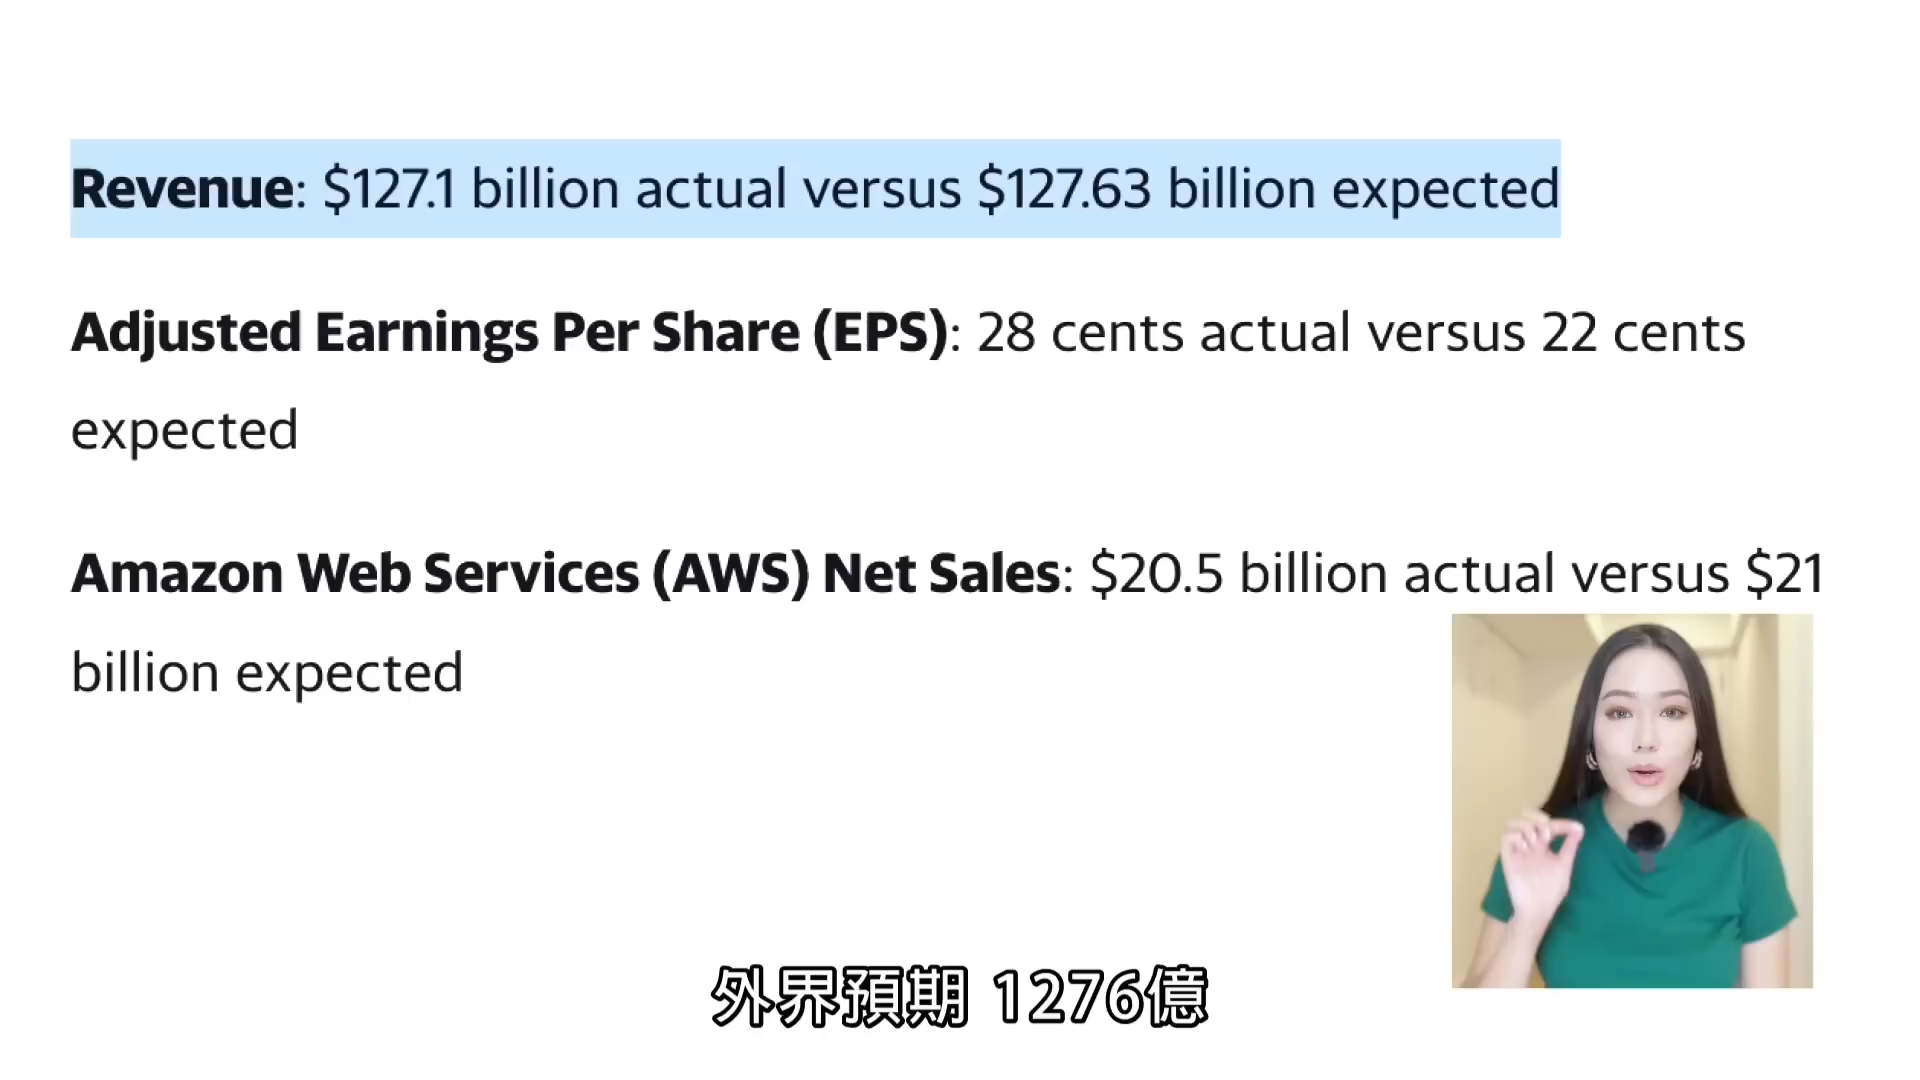 Revenue: $127.1 billion actual versus $127.63 billion expected
Adjusted Earnings Per Share (EPS): 28 cents actual versus 22 cents
expected
Amazon Web Services (AWS) Net Sales: $20.5 billion actual versus $21
billion expected
外界預期 1276億